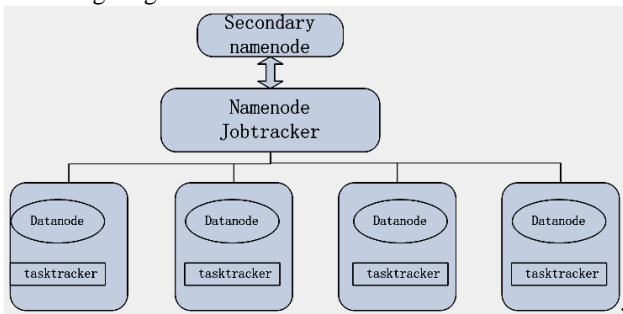 Secondary
namenode
Namenode
Jobtracker
Datanode
Datanode
Datanode
Datanode
tasktracker
tasktracker
tasktracker
tasktracker